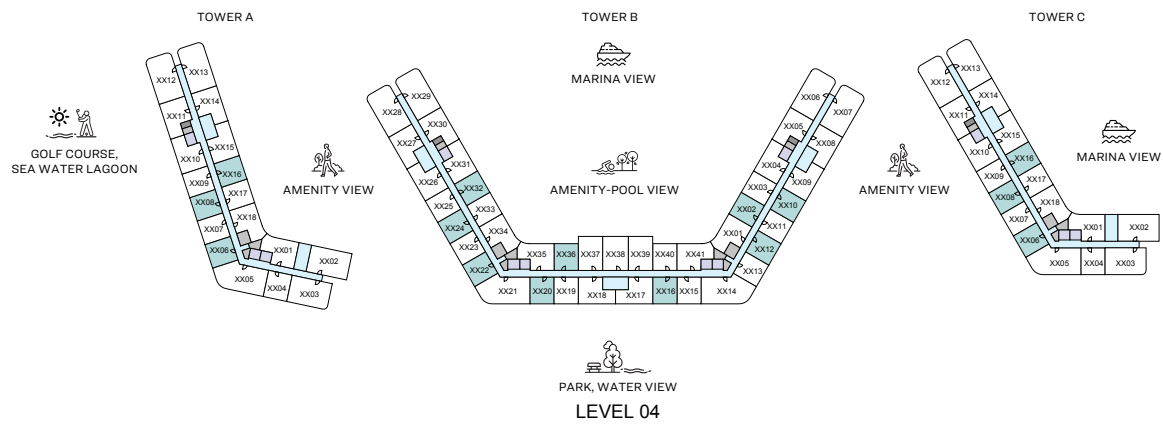 TOWER A
TOWER B
TOWER C
MARINA VIEW
GOLF COURSE,
SEA WATER LAGOON
AMENITY VIEW
AMENITY-POOL VIEW
AMENITY VIEW
MARINA VIEW
XX12
XX13
XX14
XX11
XX15
XX10
XX16
XX09
XX17
XX08
XX18
XX07
XX06
XX01
XX02
XX05
XX04
XX03
XX29
XX28
XX30
XX27
XX31
XX26
XX32
XX25
XX33
XX24
XX34
XX23
XX22
XX35
XX36
XX37
XX38
XX39
XX40
XX41
XX21
XX20
XX19
XX18
XX17
XX16
XX15
XX14
XX06
XX07
XX05
XX08
XX04
XX09
XX03
XX10
XX02
XX11
XX01
XX12
XX13
XX12
XX13
XX14
XX11
XX15
XX10
XX16
XX09
XX17
XX08
XX18
XX07
XX06
XX01
XX02
XX05
XX04
XX03
PARK, WATER VIEW
LEVEL 04